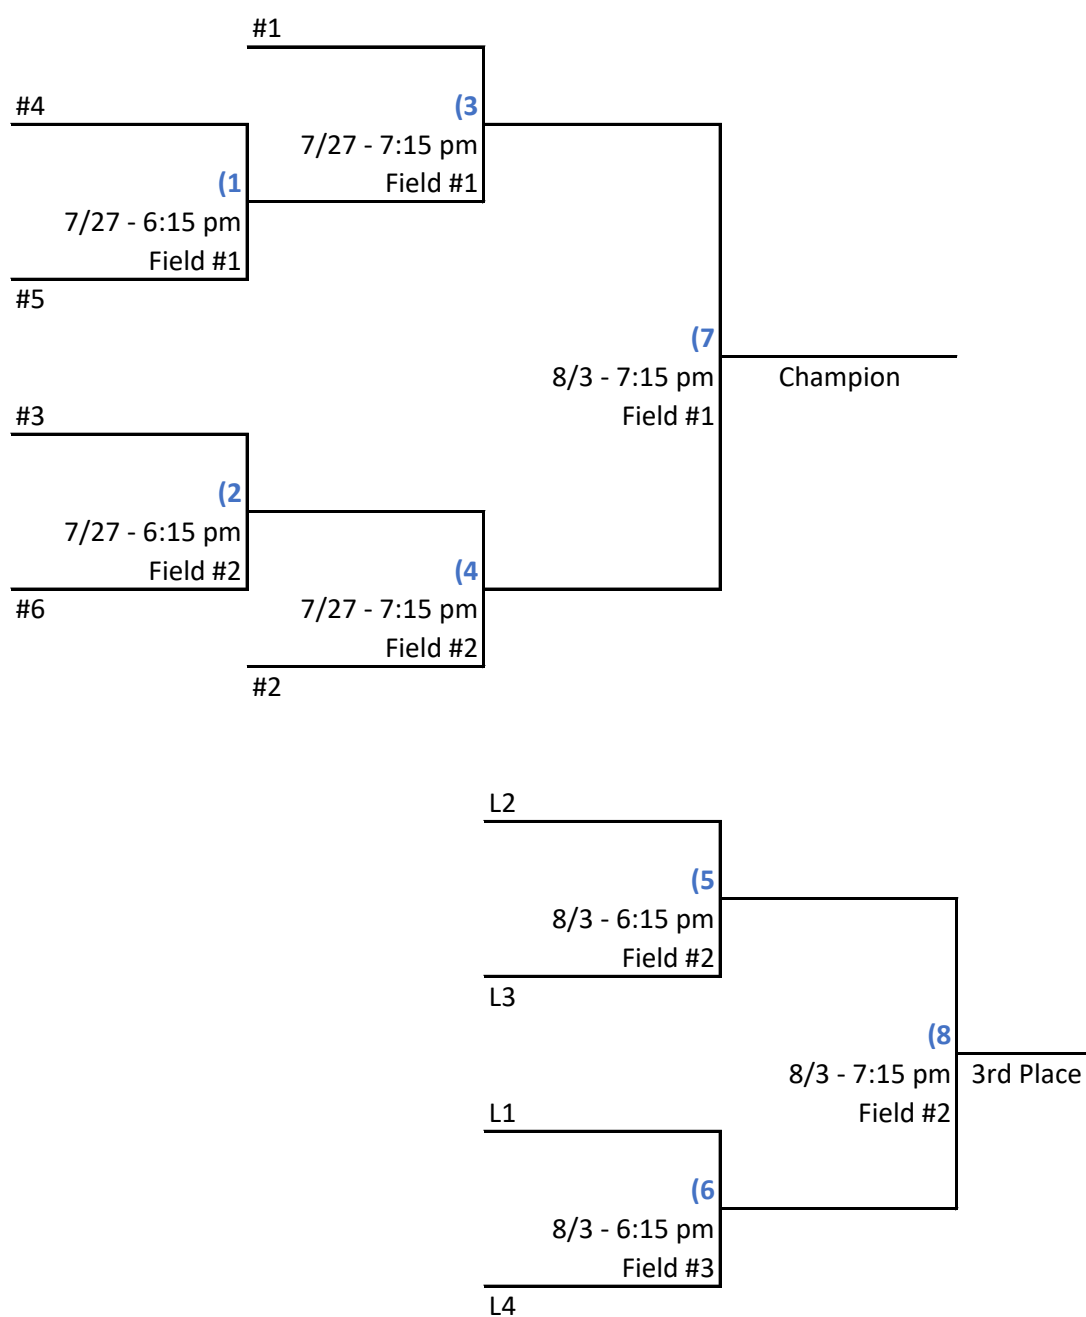 #1
#4
(3
7/27 - 7:15 pm
(1
Field #1
7/27 - 6:15 pm
Field #1
#5
(7
8/3 - 7:15 pm
Champion
#3
Field #1
(2
7/27 - 6:15 pm
Field #2
(4
#6
7/27 - 7:15 pm
Field #2
#2
L2
(5
8/3 - 6:15 pm
Field #2
L3
(8
8/3 - 7:15 pm
3rd Place
L1
Field #2
(6
8/3 - 6:15 pm
Field #3
L4